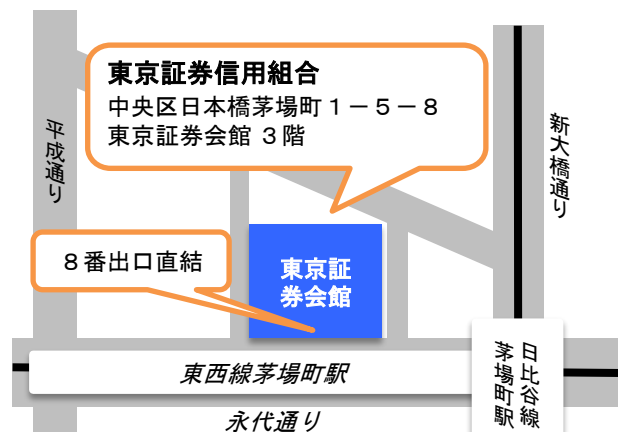 東京証券信用組合
中央区日本橋茅場町１－５－８
東京証券会館 ３階
平成通り
新大橋通り
８番出口直結
東京証
券会館
東西線茅場町駅
日比谷線
茅場町駅
永代通り